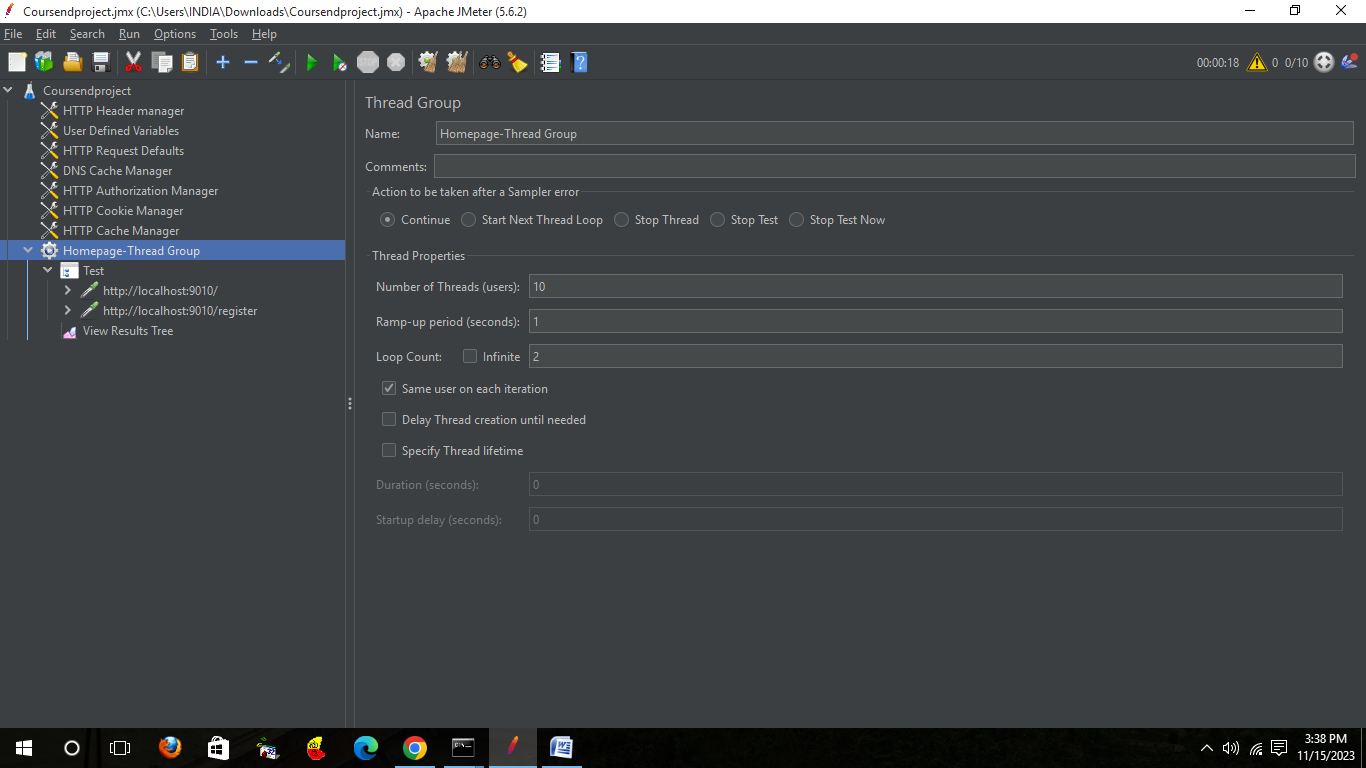 Coursendproject.jmx (C:\Users\INDIA\Downloads\Coursendproject.jmx) - Apache JMeter (5.6.2)
File Edit Search Run Options Tools Help
STOP
00:00:18 0 0/10
Coursendproject
HTTP Header manager
User Defined Variables
HTTP Request Defaults
DNS Cache Manager
HTTP Authorization Manager
HTTP Cookie Manager
HTTP Cache Manager
Homepage-Thread Group
Test
http://localhost:9010/
http://localhost:9010/register
View Results Tree
Thread Group
Name: Homepage-Thread Group
Comments:
Action to be taken after a Sampler error
Continue Start Next Thread Loop Stop Thread Stop Test Stop Test Now
Thread Properties
Number of Threads (users): 10
Ramp-up period (seconds): 1
Loop Count: Infinite 2
Same user on each iteration
Delay Thread creation until needed
Specify Thread lifetime
Duration (seconds): 0
Startup delay (seconds): 0
3:38 PM
11/15/2023